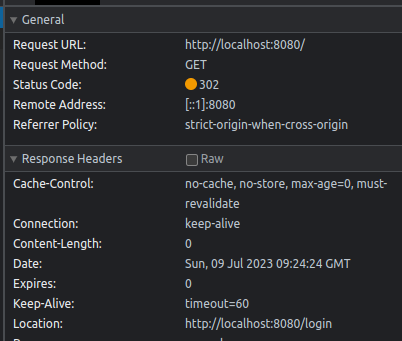 General
Request URL: http://localhost:8080/
Request Method: GET
Status Code: 302
Remote Address: [::1]:8080
Referrer Policy: strict-origin-when-cross-origin
Response Headers Raw
Cache-Control: no-cache, no-store, max-age=0, must-
revalidate
Connection: keep-alive
Content-Length: 0
Date: Sun, 09 Jul 2023 09:24:24 GMT
Expires: 0
Keep-Alive: timeout=60
Location: http://localhost:8080/login